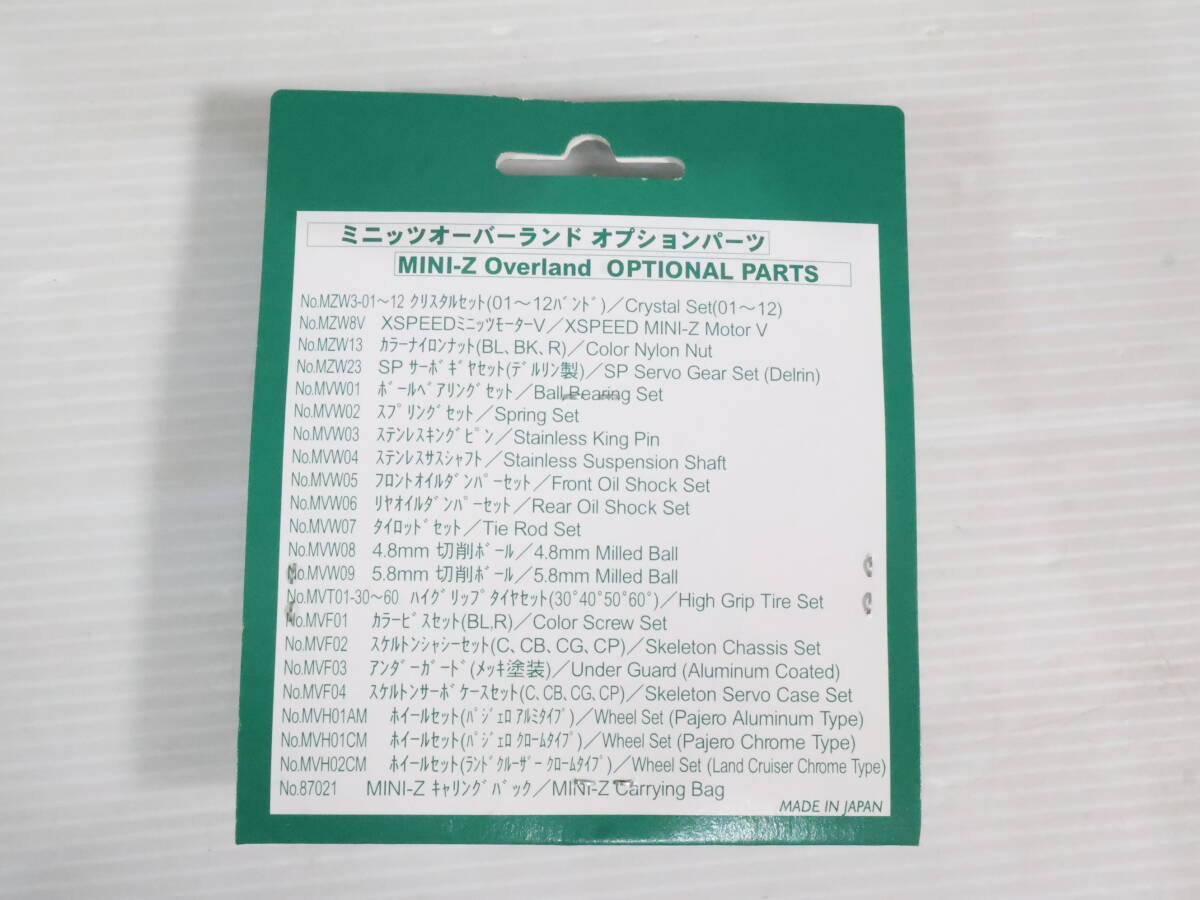 ミニッツオーバーランド オプションパーツ
MINI-Z Overland OPTIONAL PARTS
No.MZW3-01～12 ｸﾘｽﾀﾙｾｯﾄ(01～12ﾊﾞﾝﾄﾞ)／Crystal Set(01～12)
No.MZW8V XSPEEDﾐﾆｯﾂﾓｰﾀｰV／XSPEED MINI-Z Motor V
No.MZW13 ｶﾗｰﾅｲﾛﾝﾅｯﾄ(BL、BK、R)／Color Nylon Nut
No.MZW23 SP ｻｰﾎﾞｷﾞﾔｾｯﾄ(ﾃﾞﾙﾘﾝ製)／SP Servo Gear Set (Delrin)
No.MVW01 ﾎﾞｰﾙﾍﾞｱﾘﾝｸﾞｾｯﾄ／Ball Bearing Set
No.MVW02 ｽﾌﾟﾘﾝｸﾞｾｯﾄ／Spring Set
No.MVW03 ｽﾃﾝﾚｽｷﾝｸﾞﾋﾟﾝ／Stainless King Pin
No.MVW04 ｽﾃﾝﾚｽｻｽｼｬﾌﾄ／Stainless Suspension Shaft
No.MVW05 ﾌﾛﾝﾄｵｲﾙﾀﾞﾝﾊﾟｰｾｯﾄ／Front Oil Shock Set
No.MVW06 ﾘﾔｵｲﾙﾀﾞﾝﾊﾟｰｾｯﾄ／Rear Oil Shock Set
No.MVW07 ﾀｲﾛｯﾄﾞｾｯﾄ／Tie Rod Set
No.MVW08 4.8mm 切削ﾎﾞｰﾙ／4.8mm Milled Ball
No.MVW09 5.8mm 切削ﾎﾞｰﾙ／5.8mm Milled Ball
No.MVT01-30～60 ﾊｲｸﾞﾘｯﾌﾟﾀｲﾔｾｯﾄ(30°40°50°60°)／High Grip Tire Set
No.MVF01 ｶﾗｰﾋﾞｽｾｯﾄ(BL,R)／Color Screw Set
No.MVF02 ｽｹﾙﾄﾝｼｬｼｰｾｯﾄ(C、CB、CG、CP)／Skeleton Chassis Set
No.MVF03 ｱﾝﾀﾞｰｶﾞｰﾄﾞ(ﾒｯｷ塗装)／Under Guard (Aluminum Coated)
No.MVF04 ｽｹﾙﾄﾝｻｰﾎﾞｹｰｽｾｯﾄ(C、CB、CG、CP)／Skeleton Servo Case Set
No.MVH01AM ﾎｲｰﾙｾｯﾄ(ﾊﾟｼﾞｪﾛ ｱﾙﾐﾀｲﾌﾟ)／Wheel Set (Pajero Aluminum Type)
No.MVH01CM ﾎｲｰﾙｾｯﾄ(ﾊﾟｼﾞｪﾛ ｸﾛｰﾑﾀｲﾌﾟ)／Wheel Set (Pajero Chrome Type)
No.MVH02CM ﾎｲｰﾙｾｯﾄ(ﾗﾝﾄﾞｸﾙｰｻﾞｰ ｸﾛｰﾑﾀｲﾌﾟ)／Wheel Set (Land Cruiser Chrome Type)
No.87021 MINI-Z ｷｬﾘﾝｸﾞﾊﾞｯｸ／MINI-Z Carrying Bag
MADE IN JAPAN